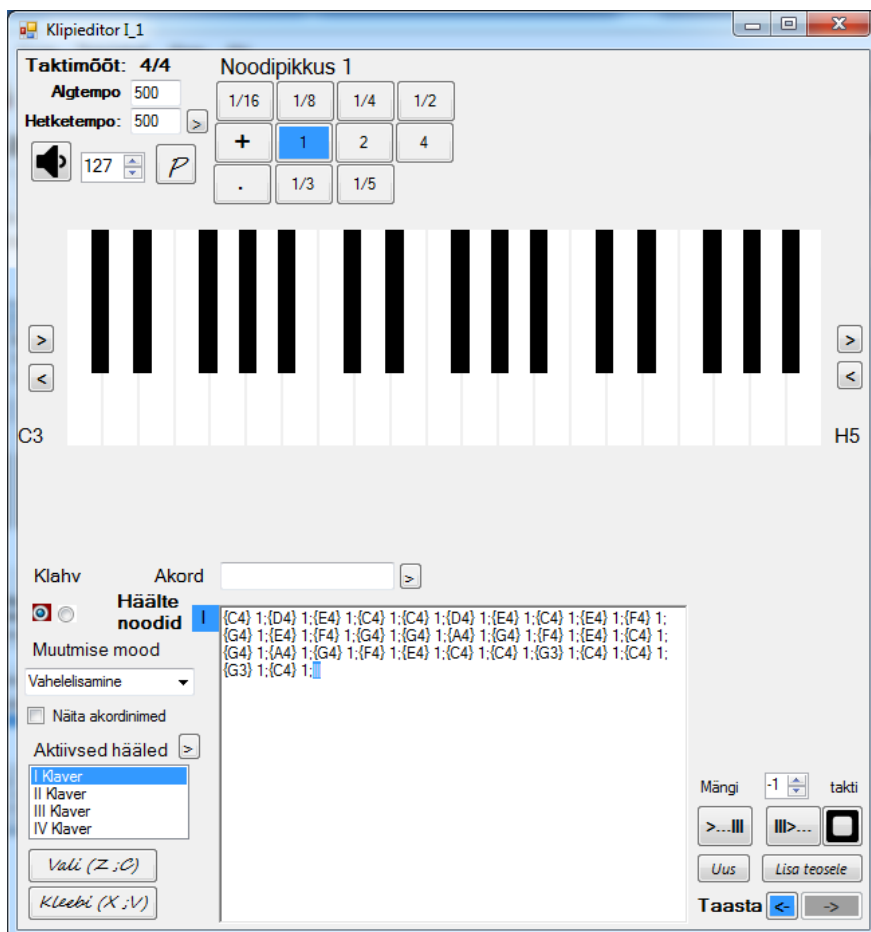 Klipieditor I_1
Taktimõõt: 4/4
Noodipikkus 1
Algtempo 500
Hetketempo: 500 >
1/16 1/8 1/4 1/2
+ 1 2 4
. 1/3 1/5
127 P
> >
< <
C3 H5
Klahv Akord >
Häälte noodid I
{C4} 1;{D4} 1;{E4} 1;{C4} 1;{C4} 1;{D4} 1;{E4} 1;{C4} 1;{E4} 1;{F4} 1;
{G4} 1;{E4} 1;{F4} 1;{G4} 1;{G4} 1;{A4} 1;{G4} 1;{F4} 1;{E4} 1;{C4} 1;
{G4} 1;{A4} 1;{G4} 1;{F4} 1;{E4} 1;{C4} 1;{C4} 1;{G3} 1;{C4} 1;{C4} 1;
{G3} 1;{C4} 1;
Muutmise mood
Vahelelisamine
Näita akordinimed
Aktiivsed hääled >
I Klaver
II Klaver
III Klaver
IV Klaver
Vali (Z ;C)
Kleebi (X ;V)
Mängi -1 takti
>...III III>...
Uus Lisa teosele
Taasta <- ->